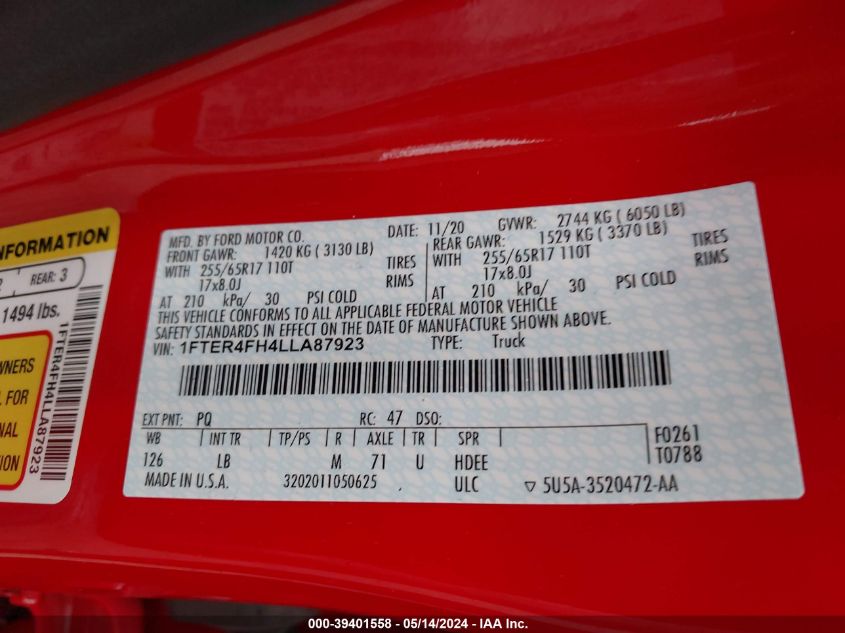 NFORMATION
2 REAR: 3
1494 lbs.
WNERS
L FOR
NAL
ION
1FTER4FH4LLA87923
MFD. BY FORD MOTOR CO. DATE: 11/20 GVWR: 2744 KG ( 6050 LB)
FRONT GAWR: 1420 KG ( 3130 LB) REAR GAWR: 1529 KG ( 3370 LB)
WITH 255/65R17 110T TIRES WITH 255/65R17 110T TIRES
17x8.0J RIMS 17x8.0J RIMS
AT 210 kPa/ 30 PSI COLD AT 210 kPa/ 30 PSI COLD
THIS VEHICLE CONFORMS TO ALL APPLICABLE FEDERAL MOTOR VEHICLE
SAFETY STANDARDS IN EFFECT ON THE DATE OF MANUFACTURE SHOWN ABOVE.
VIN: 1FTER4FH4LLA87923 TYPE: Truck
EXT PNT: PQ RC: 47 DSO:
WB INT TR TP/PS R AXLE TR SPR F0261
126 LB M 71 U HDEE T0788
MADE IN U.S.A. 3202011050625 ULC ▽ 5U5A-3520472-AA
000-39401558 - 05/14/2024 - IAA Inc.